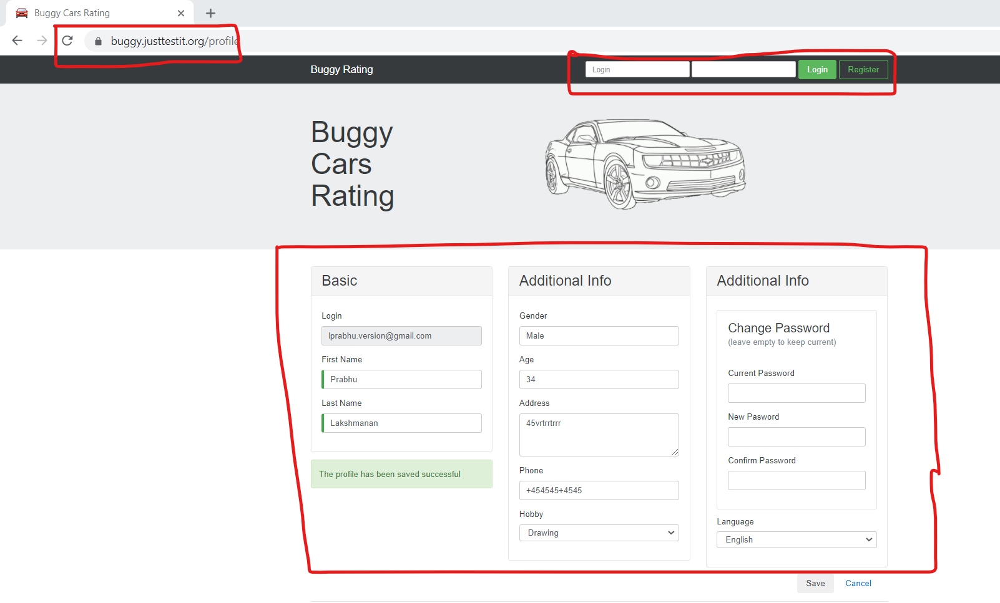 Buggy Cars Rating
buggy.justtestit.org/profile
Buggy Rating
Login
Login
Register
Buggy
Cars
Rating
Basic
Login
lprabhu.version@gmail.com
First Name
Prabhu
Last Name
Lakshmanan
The profile has been saved successful
Additional Info
Gender
Male
Age
34
Address
45vrtrrtrrr
Phone
+454545+4545
Hobby
Drawing
Additional Info
Change Password
(leave empty to keep current)
Current Password
New Pasword
Confirm Password
Language
English
Save
Cancel